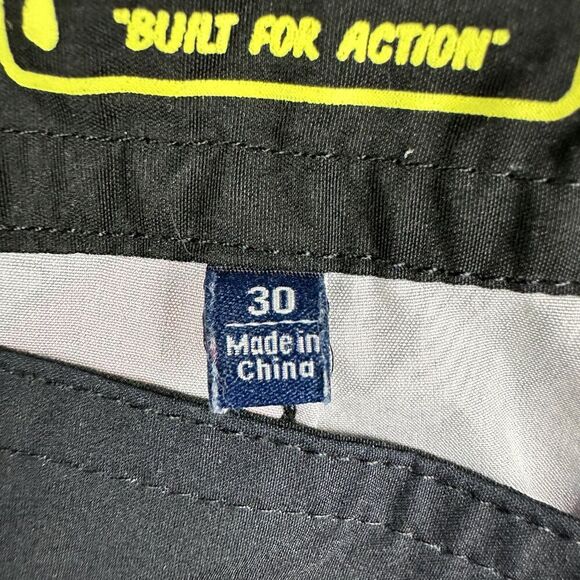 "BUILT FOR ACTION"
30
Made in
China